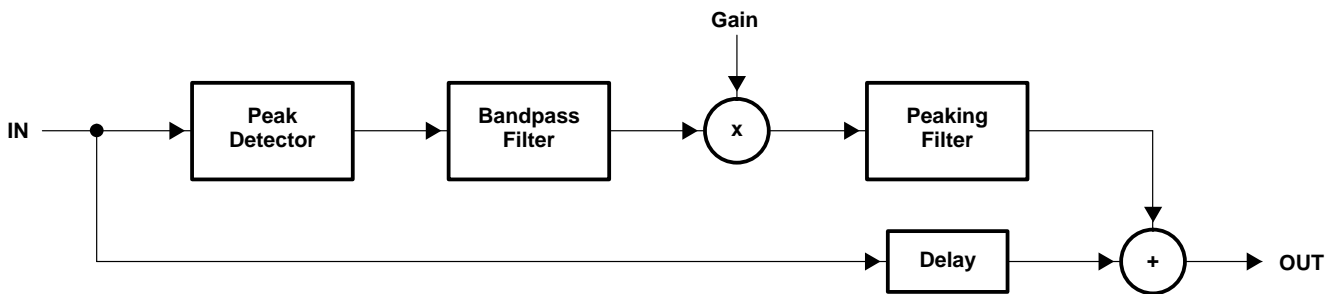 Gain
IN
Peak
Detector
Bandpass
Filter
x
Peaking
Filter
Delay
+
OUT